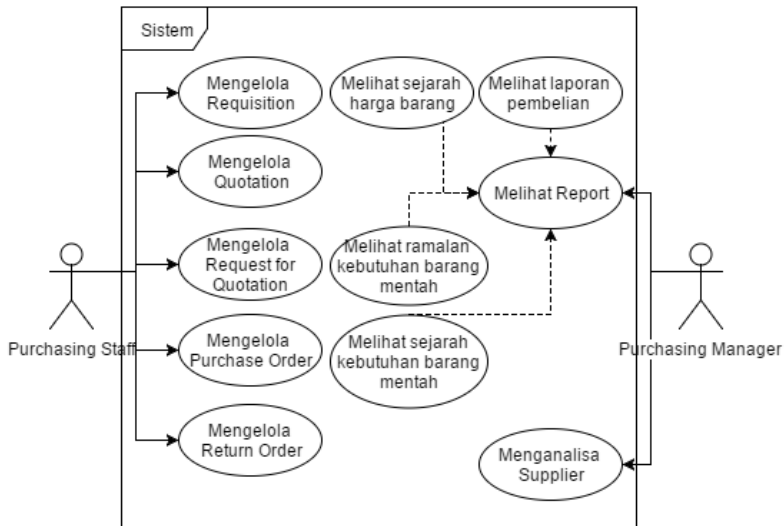 Sistem
Mengelola
Requisition
Melihat sejarah
harga barang
Melihat laporan
pembelian
Mengelola
Quotation
Melihat Report
Mengelola
Request for
Quotation
Melihat ramalan
kebutuhan barang
mentah
Purchasing Staff
Mengelola
Purchase Order
Melihat sejarah
kebutuhan barang
mentah
Purchasing Manager
Mengelola
Return Order
Menganalisa
Supplier